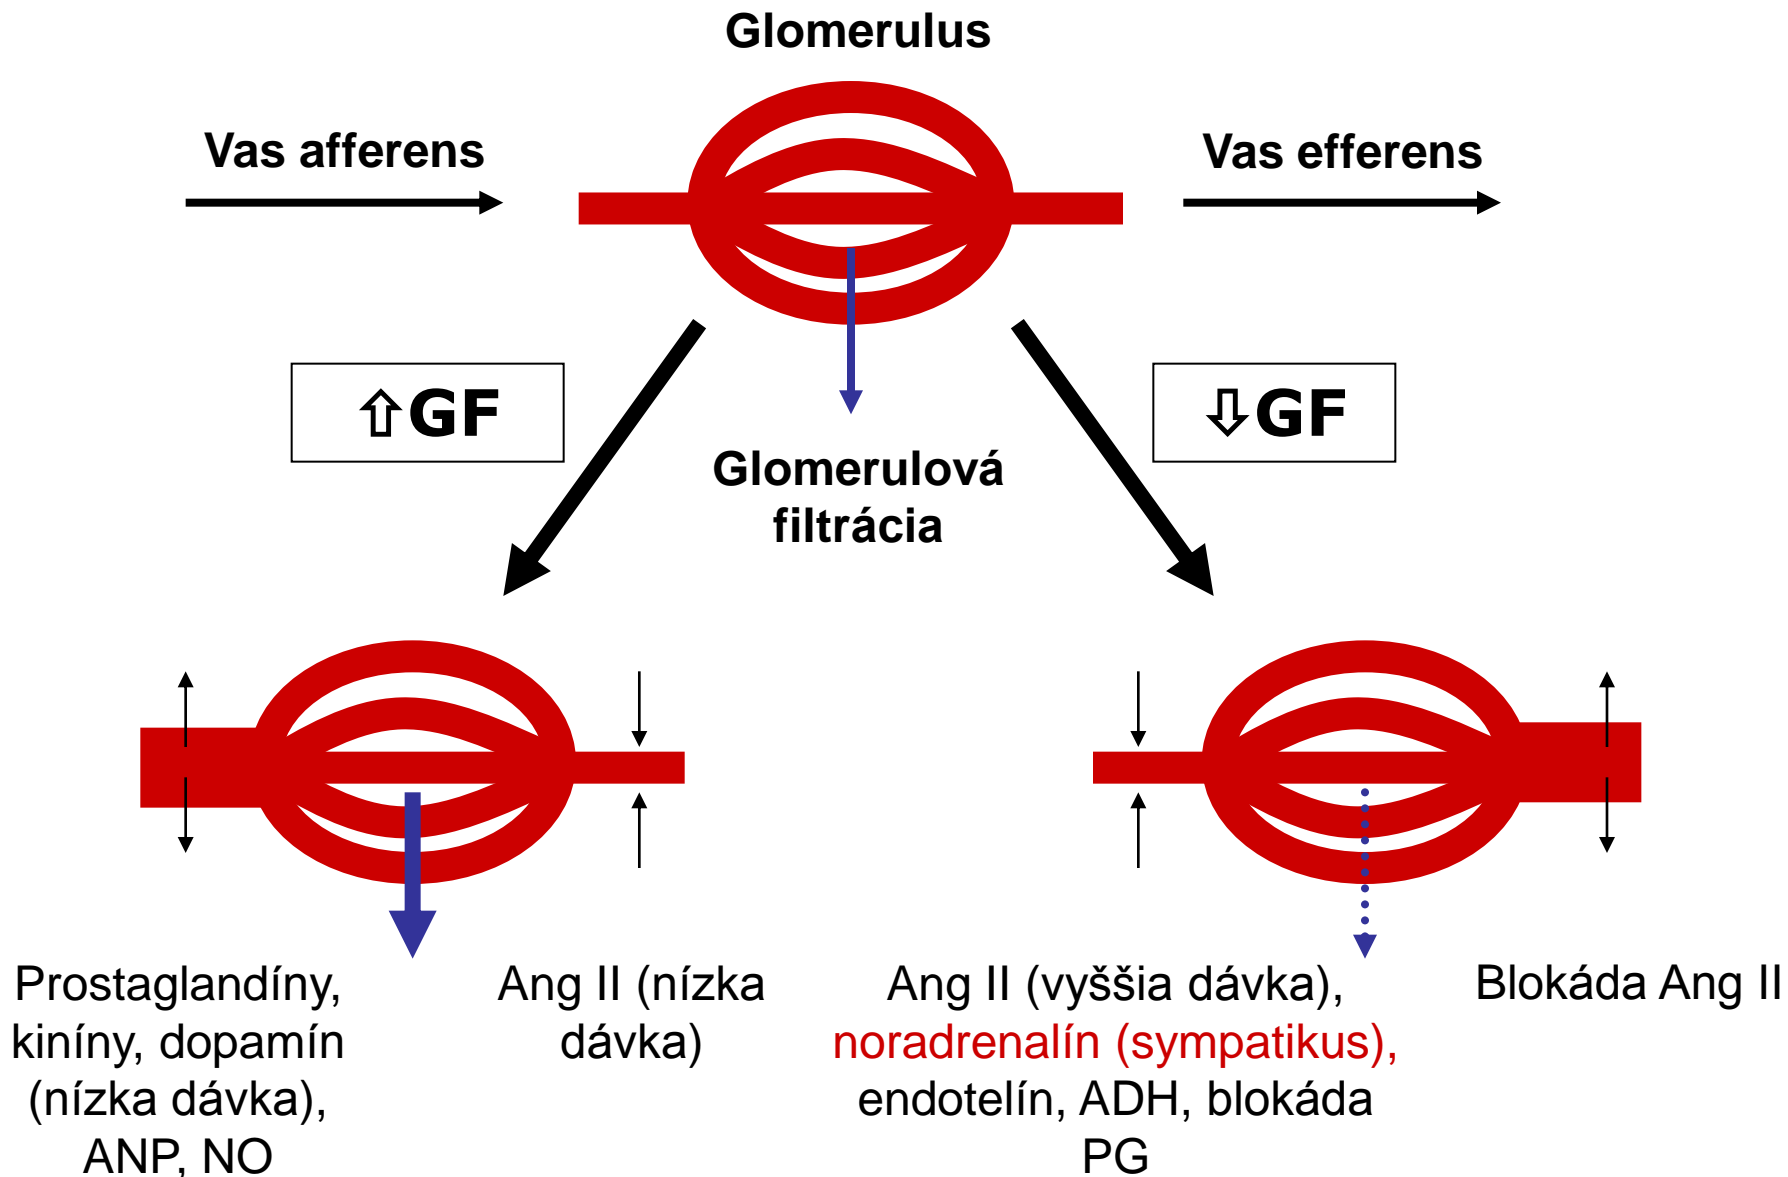 Glomerulus
Vas afferens
Vas efferens
⇧GF
⇩GF
Glomerulová
filtrácia
Prostaglandíny,
kiníny, dopamín
(nízka dávka),
ANP, NO
Ang II (nízka
dávka)
Ang II (vyššia dávka),
noradrenalín (sympatikus),
endotelín, ADH, blokáda
PG
Blokáda Ang II